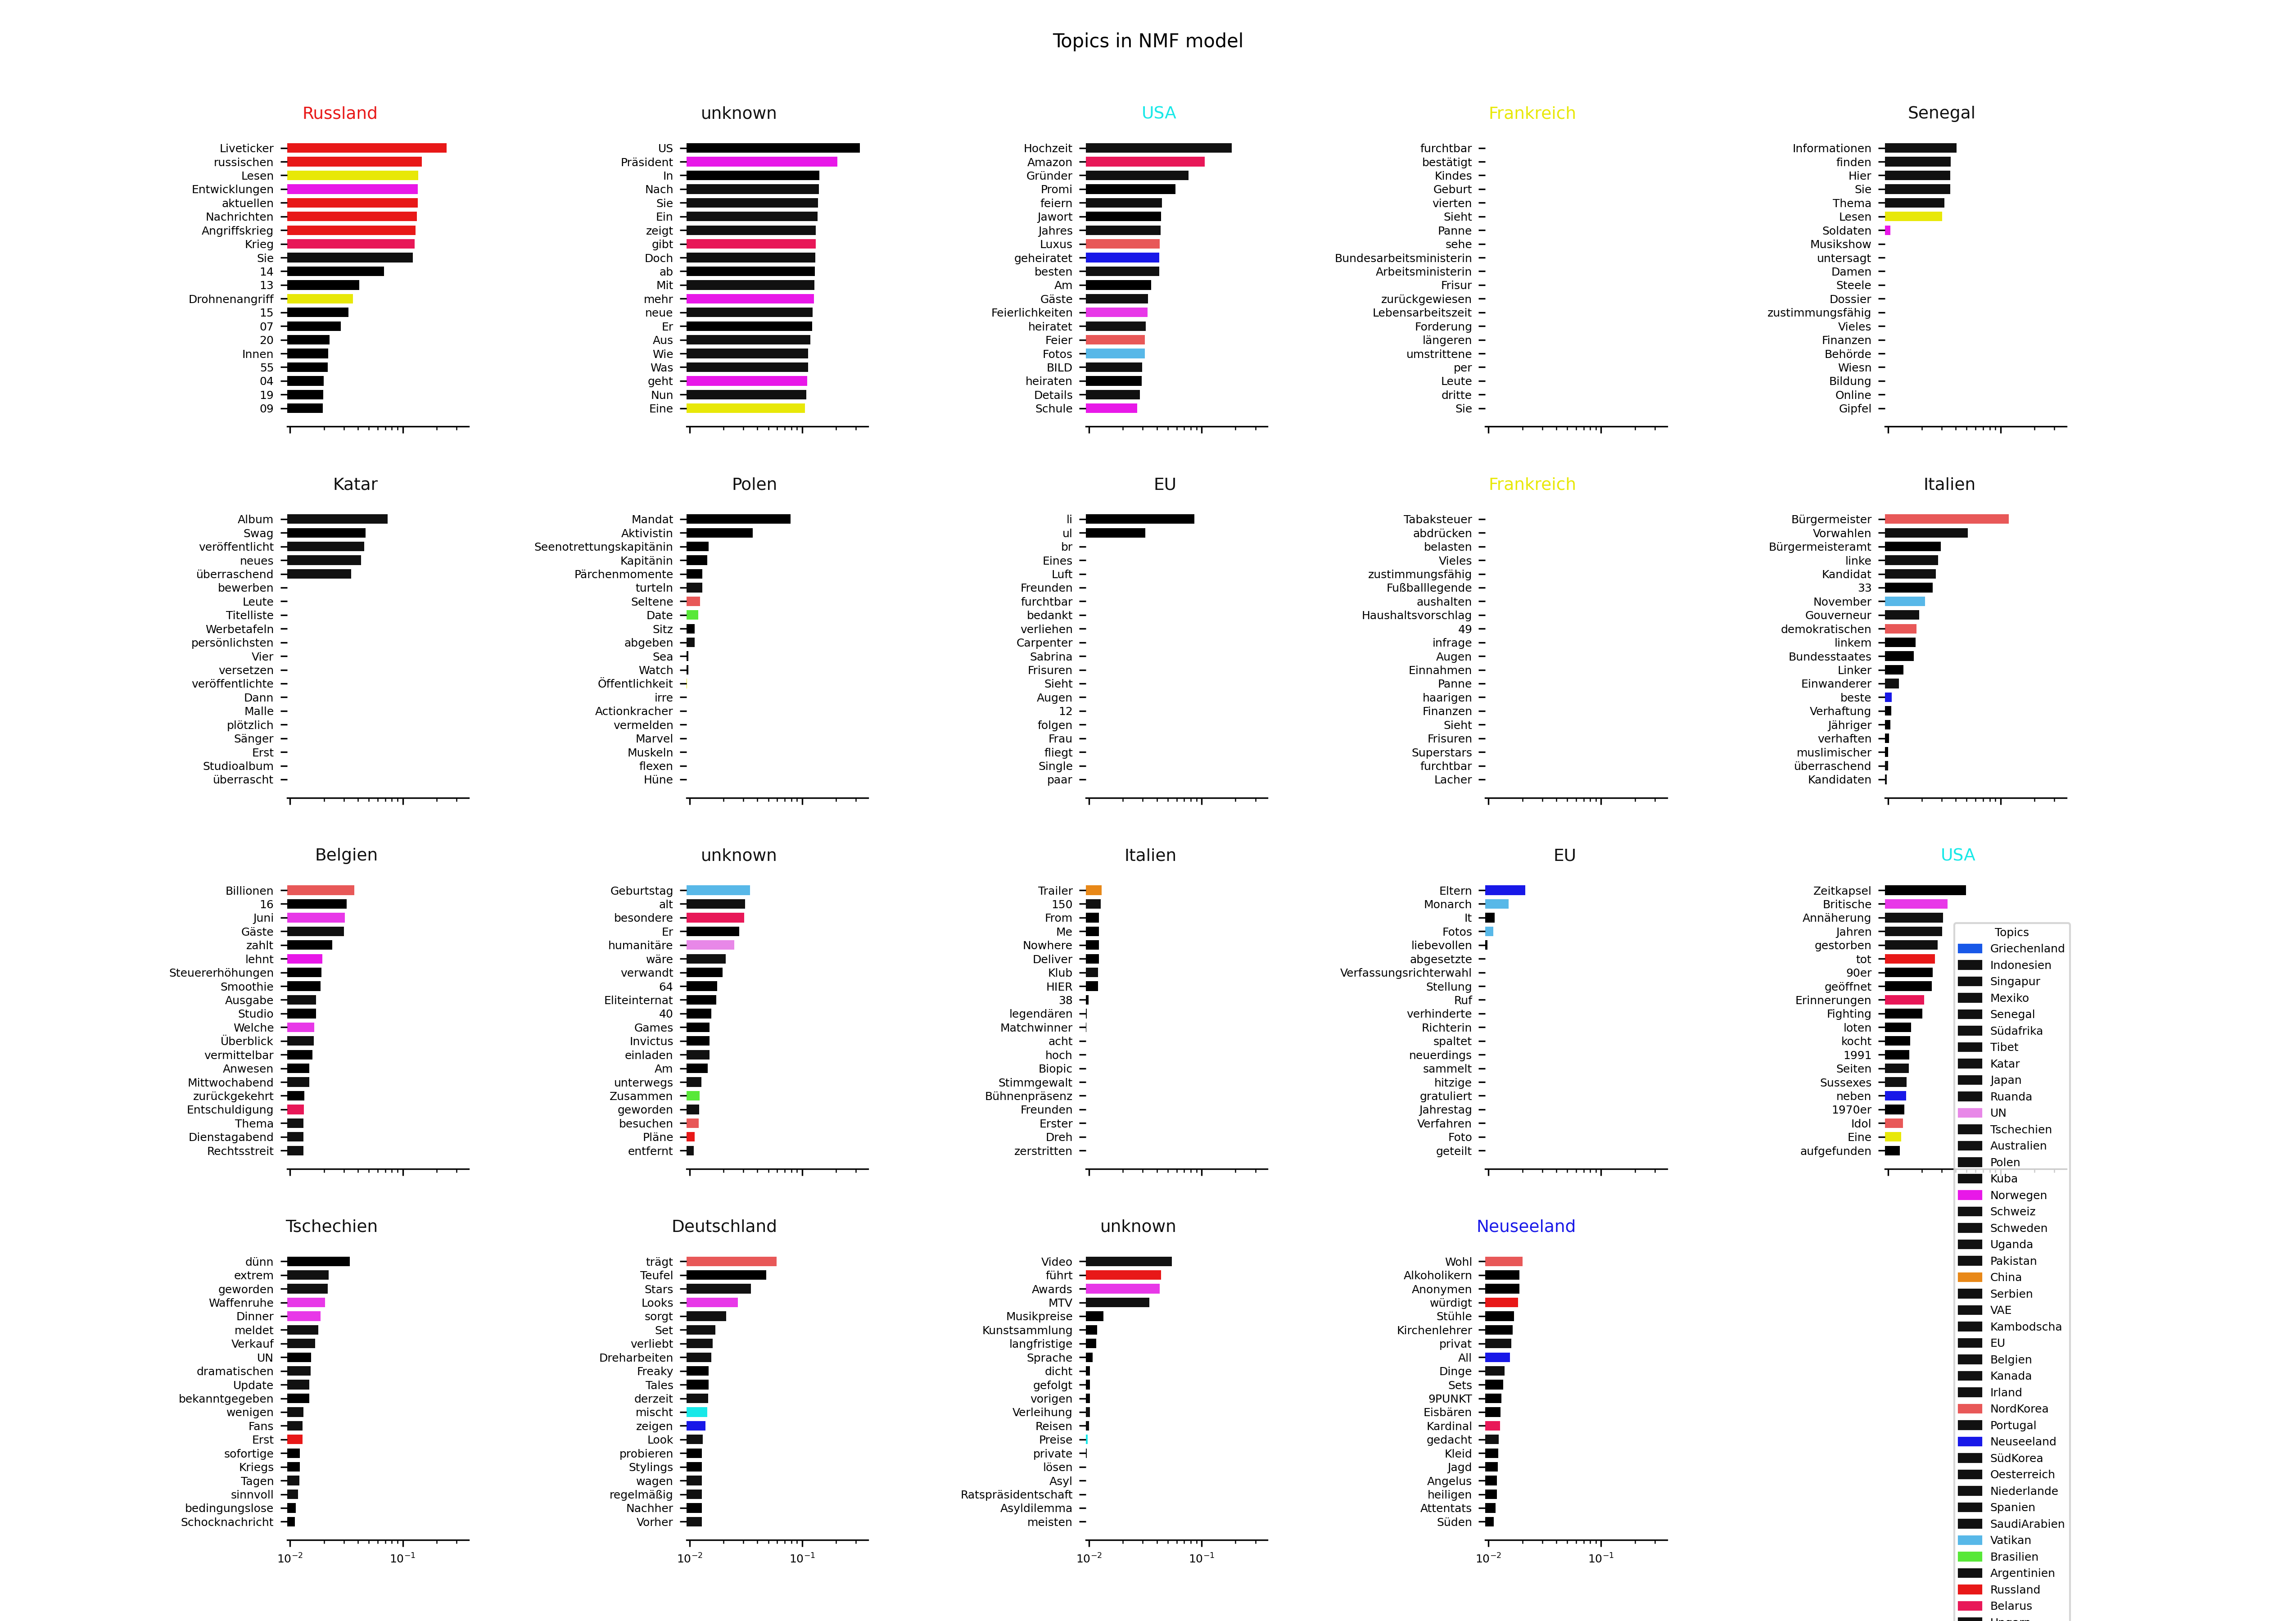 Topics in NMF model
Russland
Liveticker
russischen
Lesen
Entwicklungen
aktuellen
Nachrichten
Angriffskrieg
Krieg
Sie
14
13
Drohnenangriff
15
07
20
Innen
55
04
19
09
unknown
US
Präsident
In
Nach
Sie
Ein
zeigt
gibt
Doch
ab
Mit
mehr
neue
Er
Aus
Wie
Was
geht
Nun
Eine
USA
Hochzeit
Amazon
Gründer
Promi
feiern
Jawort
Jahres
Luxus
geheiratet
besten
Am
Gäste
Feierlichkeiten
heiratet
Feier
Fotos
BILD
heiraten
Details
Schule
Frankreich
furchtbar
bestätigt
Kindes
Geburt
vierten
Sieht
Panne
sehe
Bundesarbeitsministerin
Arbeitsministerin
Frisur
zurückgewiesen
Lebensarbeitszeit
Forderung
längeren
umstrittene
per
Leute
dritte
Sie
Senegal
Informationen
finden
Hier
Sie
Thema
Lesen
Soldaten
Musikshow
untersagt
Damen
Steele
Dossier
zustimmungsfähig
Vieles
Finanzen
Behörde
Wiesn
Bildung
Online
Gipfel
Katar
Album
Swag
veröffentlicht
neues
überraschend
bewerben
Leute
Titelliste
Werbetafeln
persönlichsten
Vier
versetzen
veröffentlichte
Dann
Malle
plötzlich
Sänger
Erst
Studioalbum
überrascht
Polen
Mandat
Aktivistin
Seenotrettungskapitänin
Kapitänin
Pärchenmomente
turteln
Seltene
Date
Sitz
abgeben
Sea
Watch
Öffentlichkeit
irre
Actionkracher
vermelden
Marvel
Muskeln
flexen
Hüne
EU
li
ul
br
Eines
Luft
Freunden
furchtbar
bedankt
verliehen
Carpenter
Sabrina
Frisuren
Sieht
Augen
12
folgen
Frau
fliegt
Single
paar
Frankreich
Tabaksteuer
abdrücken
belasten
Vieles
zustimmungsfähig
Fußballlegende
aushalten
Haushaltsvorschlag
49
infrage
Augen
Einnahmen
Panne
haarigen
Finanzen
Sieht
Frisuren
Superstars
furchtbar
Lacher
Italien
Bürgermeister
Vorwahlen
Bürgermeisteramt
linke
Kandidat
33
November
Gouverneur
demokratischen
linkem
Bundesstaates
Linker
Einwanderer
beste
Verhaftung
Jähriger
verhaften
muslimischer
überraschend
Kandidaten
Belgien
Billionen
16
Juni
Gäste
zahlt
lehnt
Steuererhöhungen
Smoothie
Ausgabe
Studio
Welche
Überblick
vermittelbar
Anwesen
Mittwochabend
zurückgekehrt
Entschuldigung
Thema
Dienstagabend
Rechtsstreit
unknown
Geburtstag
alt
besondere
Er
humanitäre
wäre
verwandt
64
Eliteinternat
40
Games
Invictus
einladen
Am
unterwegs
Zusammen
geworden
besuchen
Pläne
entfernt
Italien
Trailer
150
From
Me
Nowhere
Deliver
Klub
HIER
38
legendären
Matchwinner
acht
hoch
Biopic
Stimmgewalt
Bühnenpräsenz
Freunden
Erster
Dreh
zerstritten
EU
Eltern
Monarch
It
Fotos
liebevollen
abgesetzte
Verfassungsrichterwahl
Stellung
Ruf
verhinderte
Richterin
spaltet
neuerdings
sammelt
hitzige
gratuliert
Jahrestag
Verfahren
Foto
geteilt
USA
Zeitkapsel
Britische
Annäherung
Jahren
gestorben
tot
90er
geöffnet
Erinnerungen
Fighting
loten
kocht
1991
Seiten
Sussexes
neben
1970er
Idol
Eine
aufgefunden
Tschechien
dünn
extrem
geworden
Waffenruhe
Dinner
meldet
Verkauf
UN
dramatischen
Update
bekanntgegeben
wenigen
Fans
Erst
sofortige
Kriegs
Tagen
sinnvoll
bedingungslose
Schocknachricht
10⁻² 10⁻¹
Deutschland
trägt
Teufel
Stars
Looks
sorgt
Set
verliebt
Dreharbeiten
Freaky
Tales
derzeit
mischt
zeigen
Look
probieren
Stylings
wagen
regelmäßig
Nachher
Vorher
10⁻² 10⁻¹
unknown
Video
führt
Awards
MTV
Musikpreise
Kunstsammlung
langfristige
Sprache
dicht
gefolgt
vorigen
Verleihung
Reisen
Preise
private
lösen
Asyl
Ratspräsidentschaft
Asyldilemma
meisten
10⁻² 10⁻¹
Neuseeland
Wohl
Alkoholikern
Anonymen
würdigt
Stühle
Kirchenlehrer
privat
All
Dinge
Sets
9PUNKT
Eisbären
Kardinal
gedacht
Kleid
Jagd
Angelus
heiligen
Attentats
Süden
10⁻² 10⁻¹
Topics
Griechenland
Indonesien
Singapur
Mexiko
Senegal
Südafrika
Tibet
Katar
Japan
Ruanda
UN
Tschechien
Australien
Polen
Kuba
Norwegen
Schweiz
Schweden
Uganda
Pakistan
China
Serbien
VAE
Kambodscha
EU
Belgien
Kanada
Irland
NordKorea
Portugal
Neuseeland
SüdKorea
Oesterreich
Niederlande
Spanien
SaudiArabien
Vatikan
Brasilien
Argentinien
Russland
Belarus